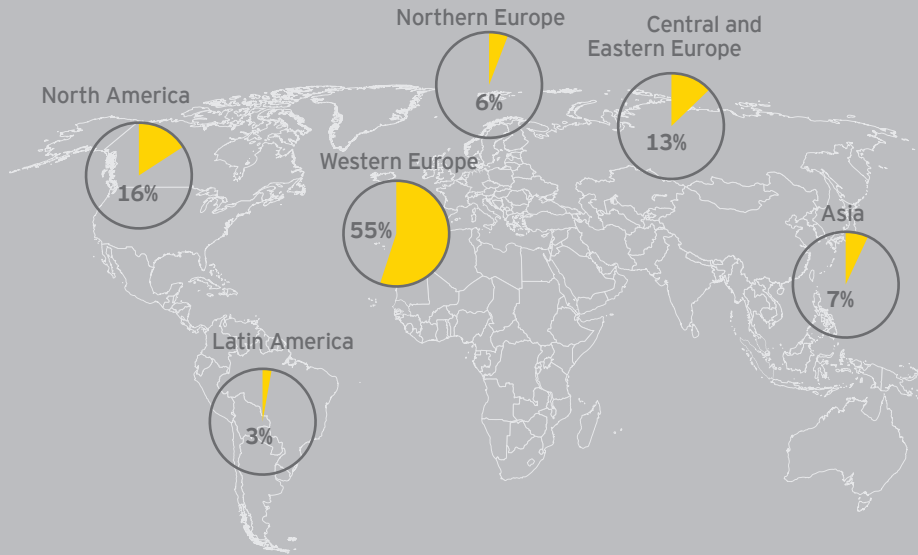 Northern Europe
6%
Central and
Eastern Europe
13%
North America
16%
Western Europe
55%
Asia
7%
Latin America
3%